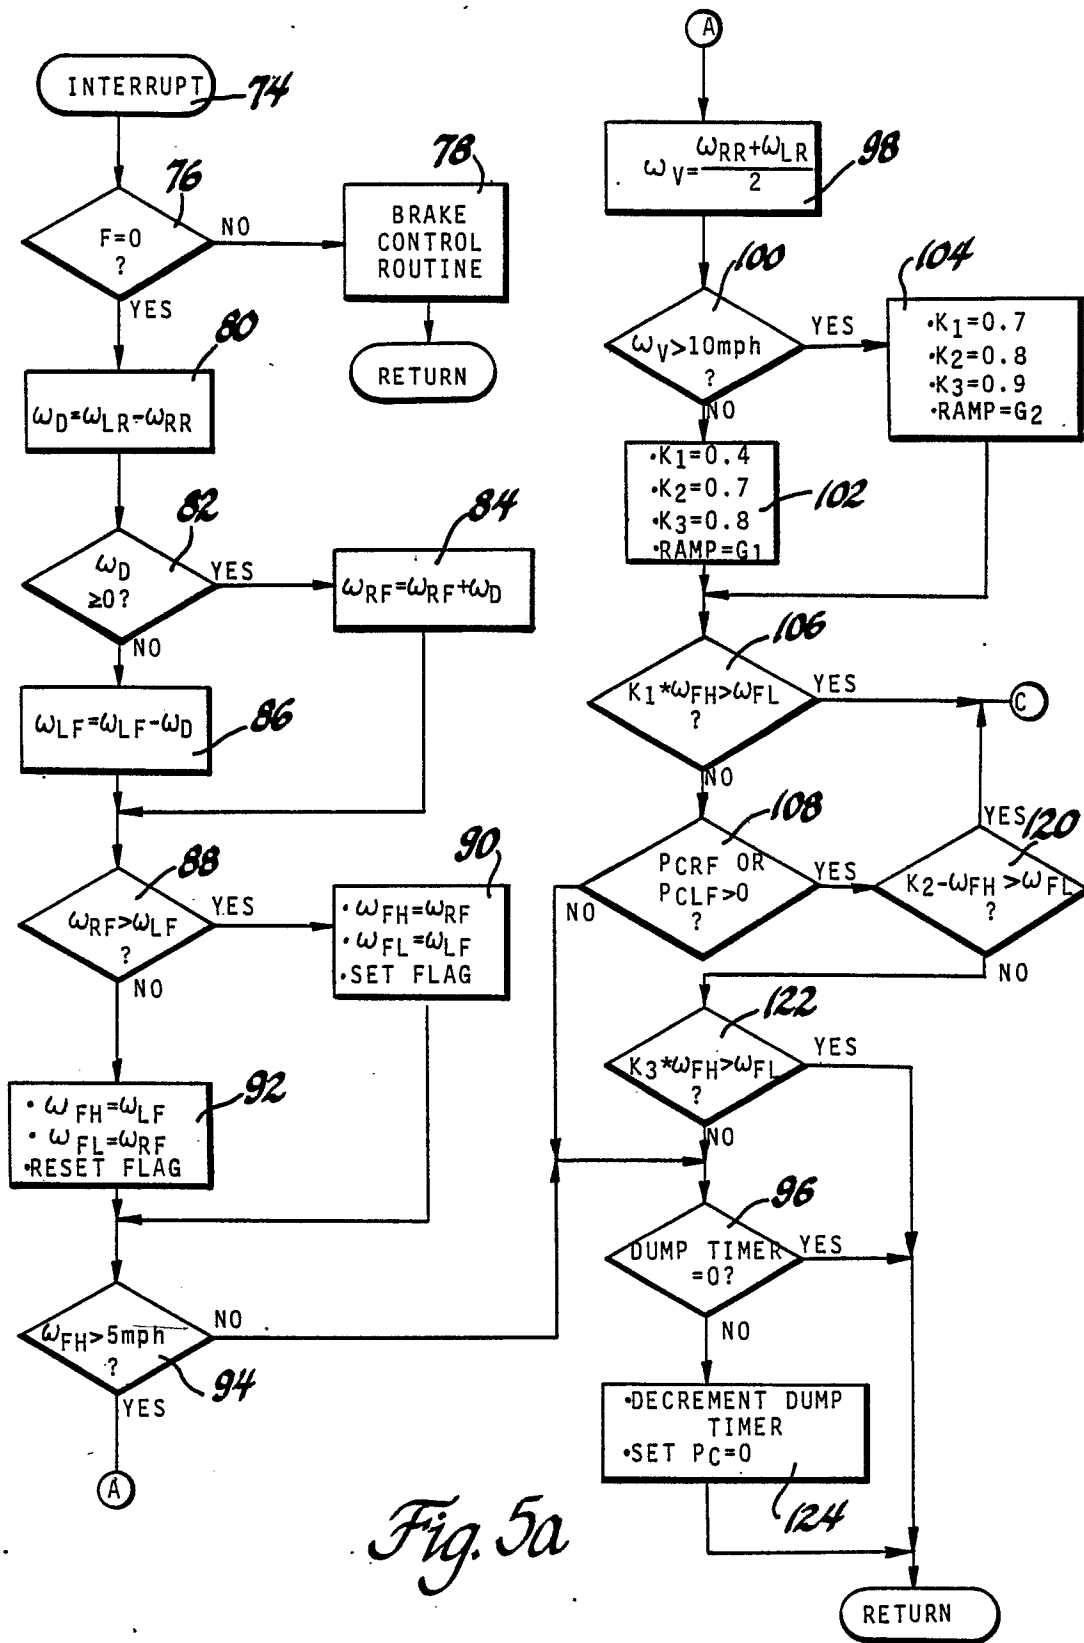 INTERRUPT
74
76
F=0
?
NO
YES
78
BRAKE
CONTROL
ROUTINE
RETURN
80
ωD=ωLR-ωRR
82
ωD
≥0?
YES
NO
84
ωRF=ωRF+ωD
86
ωLF=ωLF-ωD
88
ωRF>ωLF
?
YES
NO
90
•ωFH=ωRF
•ωFL=ωLF
•SET FLAG
92
•ωFH=ωLF
•ωFL=ωRF
•RESET FLAG
ωFH>5mph
?
NO
94
YES
A
A
98
ωV=ωRR+ωLR
2
100
ωV>10mph
?
YES
NO
104
•K1=0.7
•K2=0.8
•K3=0.9
•RAMP=G2
102
•K1=0.4
•K2=0.7
•K3=0.8
•RAMP=G1
106
K1*ωFH>ωFL
?
YES
NO
C
108
PCRF OR
PCLF>0
?
YES
NO
120
K2-ωFH>ωFL
?
YES
NO
122
K3*ωFH>ωFL
?
YES
NO
96
DUMP TIMER
=0?
YES
NO
•DECREMENT DUMP
TIMER
•SET PC=0
124
RETURN
Fig. 5a